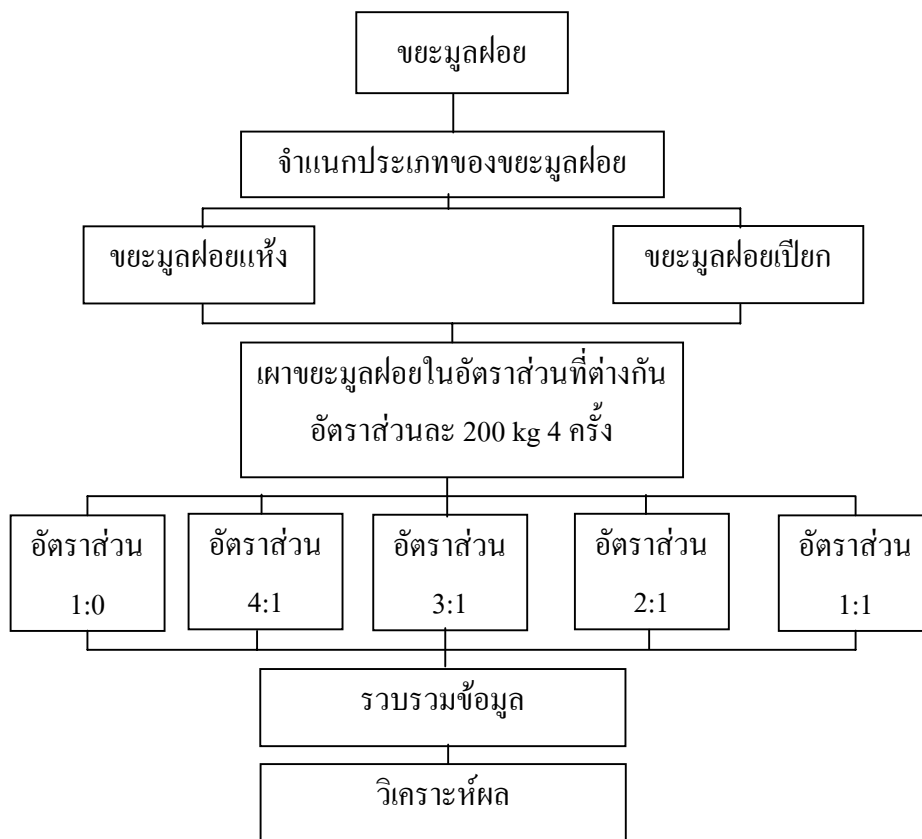 ขยะมูลฝอย
จำแนกประเภทของขยะมูลฝอย
ขยะมูลฝอยแห้ง
ขยะมูลฝอยเปียก
เผาขยะมูลฝอยในอัตราส่วนที่ต่างกัน
อัตราส่วนละ 200 kg 4 ครั้ง
อัตราส่วน
1:0
อัตราส่วน
4:1
อัตราส่วน
3:1
อัตราส่วน
2:1
อัตราส่วน
1:1
รวบรวมข้อมูล
วิเคราะห์ผล